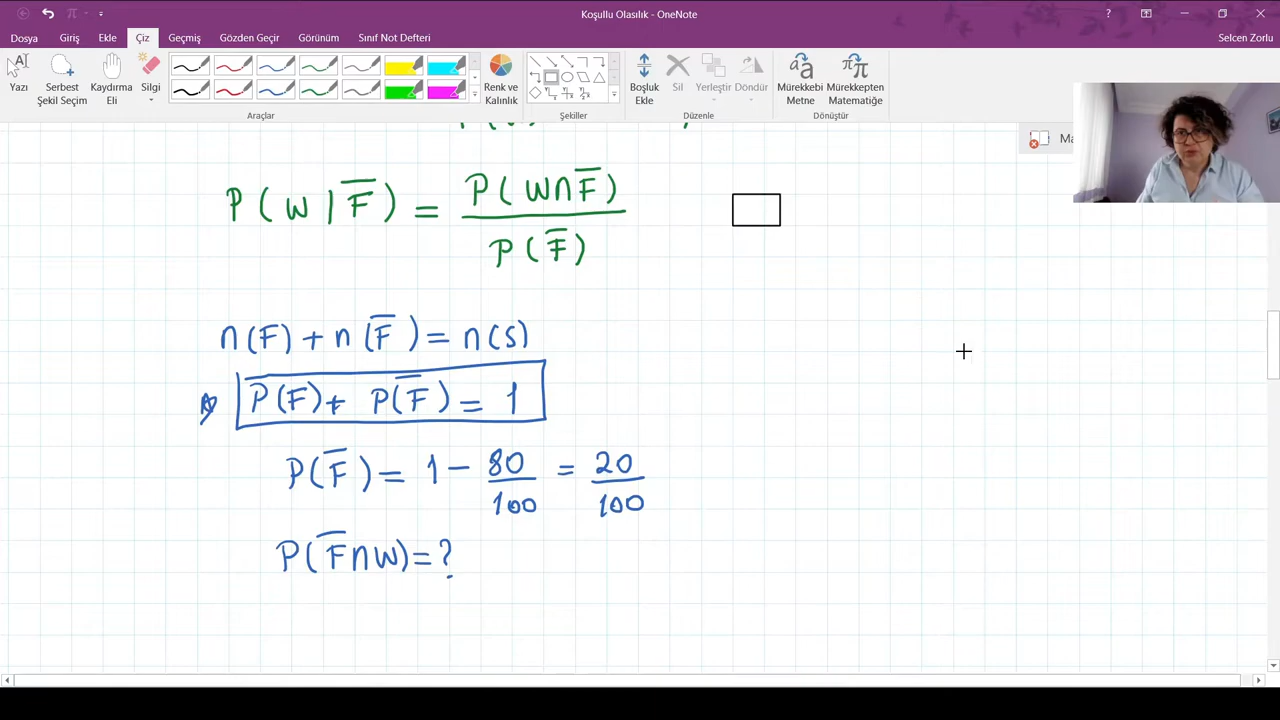 Koşullu Olasılık - OneNote
Dosya Giriş Ekle Çiz Geçmiş Gözden Geçir Görünüm Sınıf Not Defteri
Selcen Zorlu
Yazı
Serbest Şekil Seçim
Kaydırma Eli
Silgi
Renk ve Kalınlık
Boşluk Ekle
Sil
Yerleştir
Döndür
Mürekkebi Metne
Mürekkepten Matematiğe
Araçlar
Şekiller
Düzenle
Dönüştür
P(W|F̅) = P(W∩F̅) / P(F̅)
n(F) + n(F̅) = n(S)
P(F) + P(F̅) = 1
P(F̅) = 1 - 80/100 = 20/100
P(F̅∩W) = ?